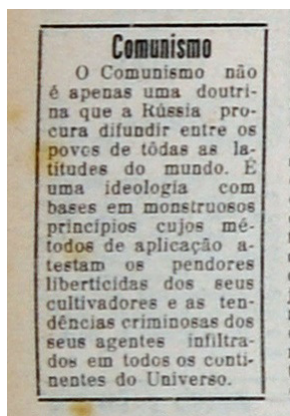 Comunismo
O Comunismo não
é apenas uma doutri-
na que a Rússia pro-
cura difundir entre os
povos de tôdas as la-
titudes do mundo. É
uma ideologia com
bases em monstruosos
princípios cujos mé-
todos de aplicação a-
testam os pendores
liberticidas dos seus
cultivadores e as ten-
dências criminosas dos
seus agentes infiltra-
dos em todos os conti-
nentes do Universo.